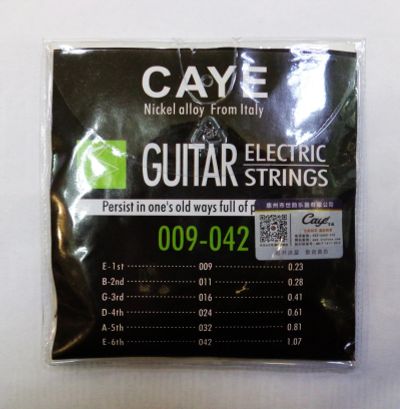 CAYE
Nickel alloy From Italy
GUITAR ELECTRIC STRINGS
Persist in one's old ways full of
009-042
Caye
E-1st 009 0.23
B-2nd 011 0.28
G-3rd 016 0.41
D-4th 024 0.61
A-5th 032 0.81
E-6th 042 1.07